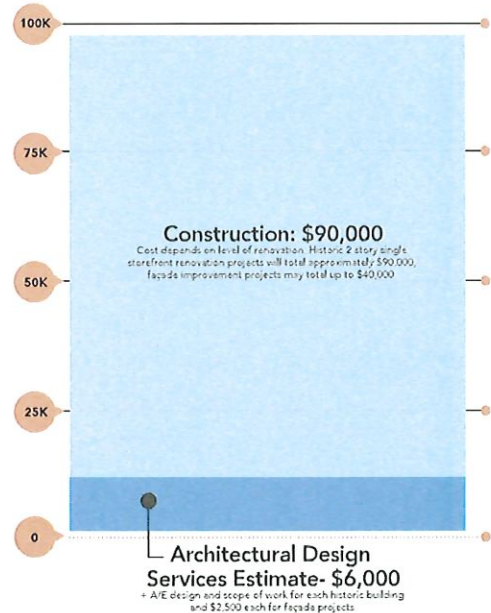 100K
75K
Construction: $90,000
Cost depends on level of renovation. Historic 2 story single
storefront renovation projects will total approximately $90,000,
façade improvement projects may total up to $40,000
50K
25K
0
Architectural Design
Services Estimate- $6,000
+ A/E design and scope of work for each historic building
and $2,500 each for façade projects